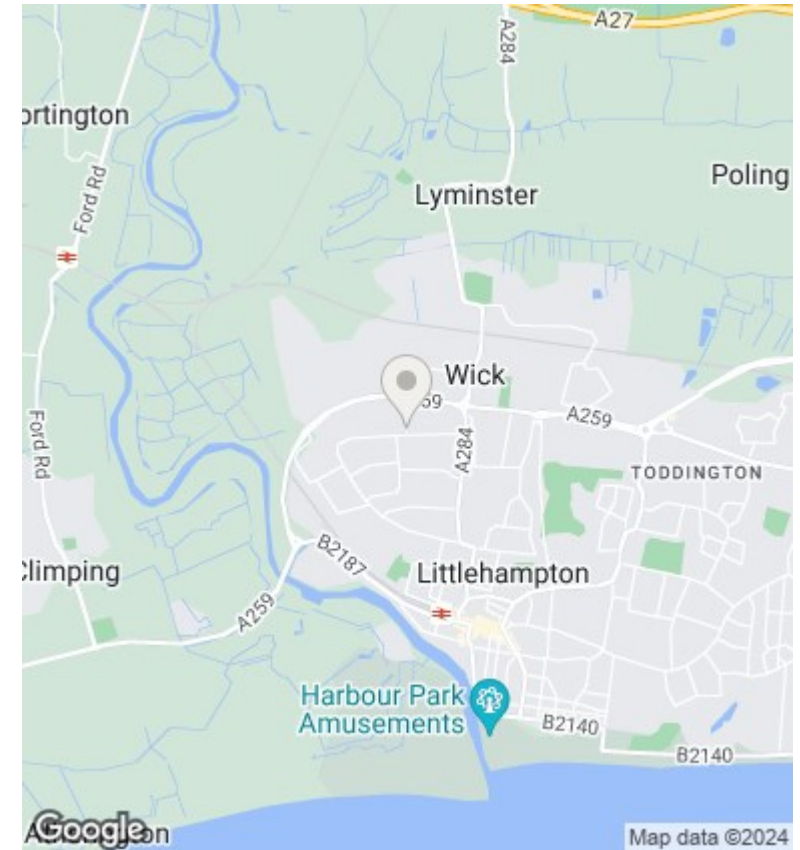 A27
A284
ortington
Ford Rd
Lyminster
Poling
Wick
59
A259
A284
TODDINGTON
Ford Rd
Climping
B2187
Littlehampton
A259
Harbour Park
Amusements
B2140
B2140
Google
Map data ©2024